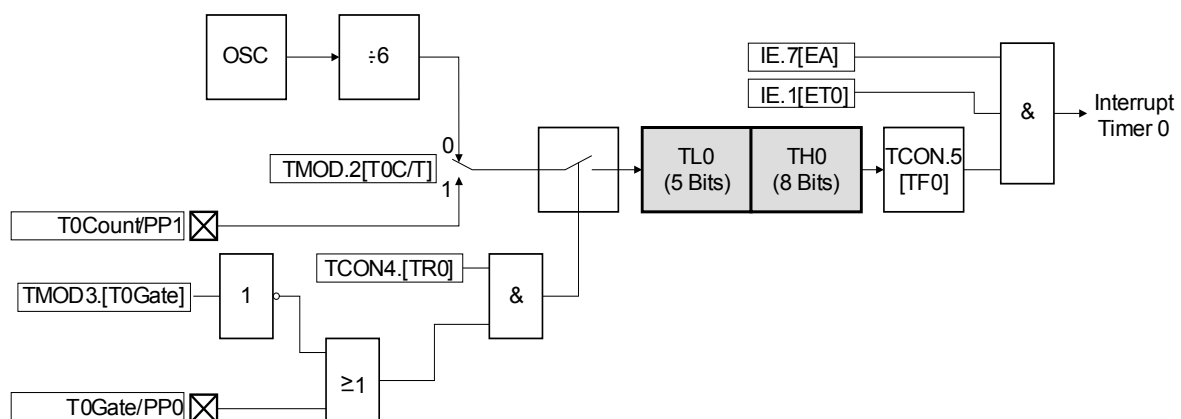 OSC
÷6
IE.7[EA]
IE.1[ET0]
&
Interrupt
Timer 0
0
TMOD.2[T0C/T]
1
TL0
(5 Bits)
TH0
(8 Bits)
TCON.5
[TF0]
T0Count/PP1
TCON4.[TR0]
&
TMOD3.[T0Gate]
1
≥1
T0Gate/PP0